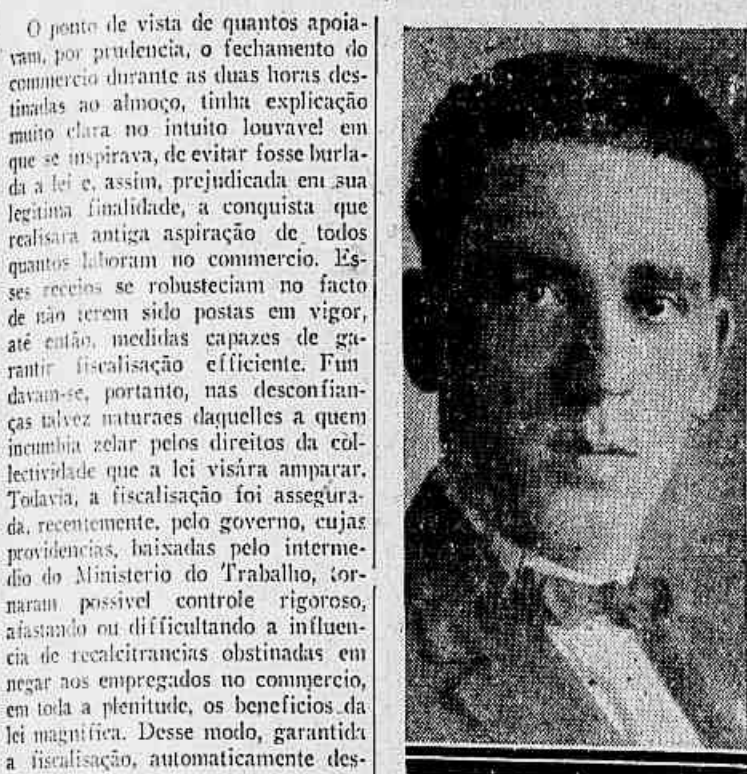 O ponto de vista de quantos apoia-
vam, por prudencia, o fechamento do
commercio durante as duas horas des-
tinadas ao almoço, tinha explicação
muito clara no intuito louvavel em
que se inspirava, de evitar fosse burla-
da a lei e, assim, prejudicada em sua
legitima finalidade, a conquista que
realisara antiga aspiração de todos
quantos laboram no commercio. Es-
ses receios se robusteciam no facto
de não terem sido postas em vigor,
até então, medidas capazes de ga-
rantir fiscalisação efficiente. Fun
davam-se, portanto, nas desconfian-
ças talvez naturaes daquelles a quem
incumbia zelar pelos direitos da col-
lectividade que a lei visára amparar.
Todavia, a fiscalisação foi assegura-
da, recentemente, pelo governo, cujas
providencias, baixadas pelo interme-
dio do Ministerio do Trabalho, tor-
naram possivel controle rigoroso,
afastando ou difficultando a influen-
cia de recalcitrancias obstinadas em
negar aos empregados no commercio,
em toda a plenitude, os beneficios da
lei magnifica. Desse modo, garantida
a fiscalisação, automaticamente des-